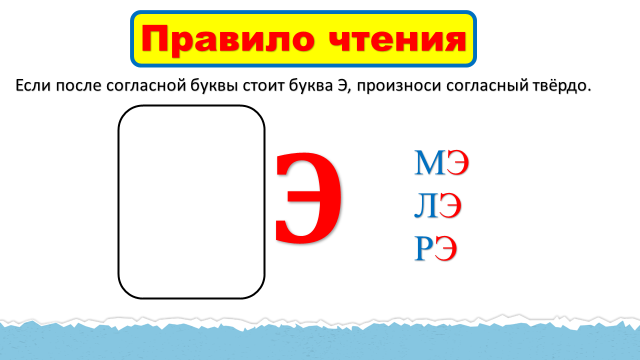 Правило чтения
Если после согласной буквы стоит буква Э, произноси согласный твёрдо.
Э
МЭ
ЛЭ
РЭ